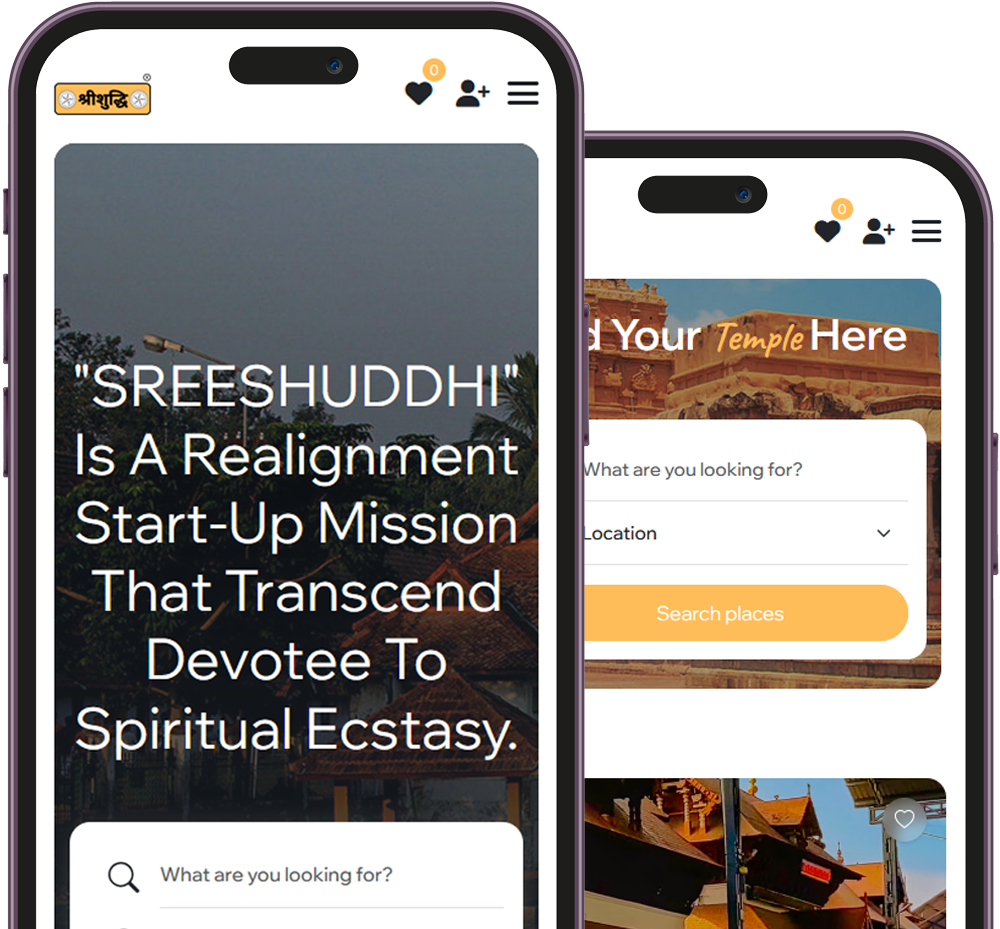 श्रीशुद्धि
®
0
"SREESHUDDHI"
Is A Realignment
Start-Up Mission
That Transcend
Devotee To
Spiritual Ecstasy.
What are you looking for?
0
d Your Temple Here
What are you looking for?
Location
Search places